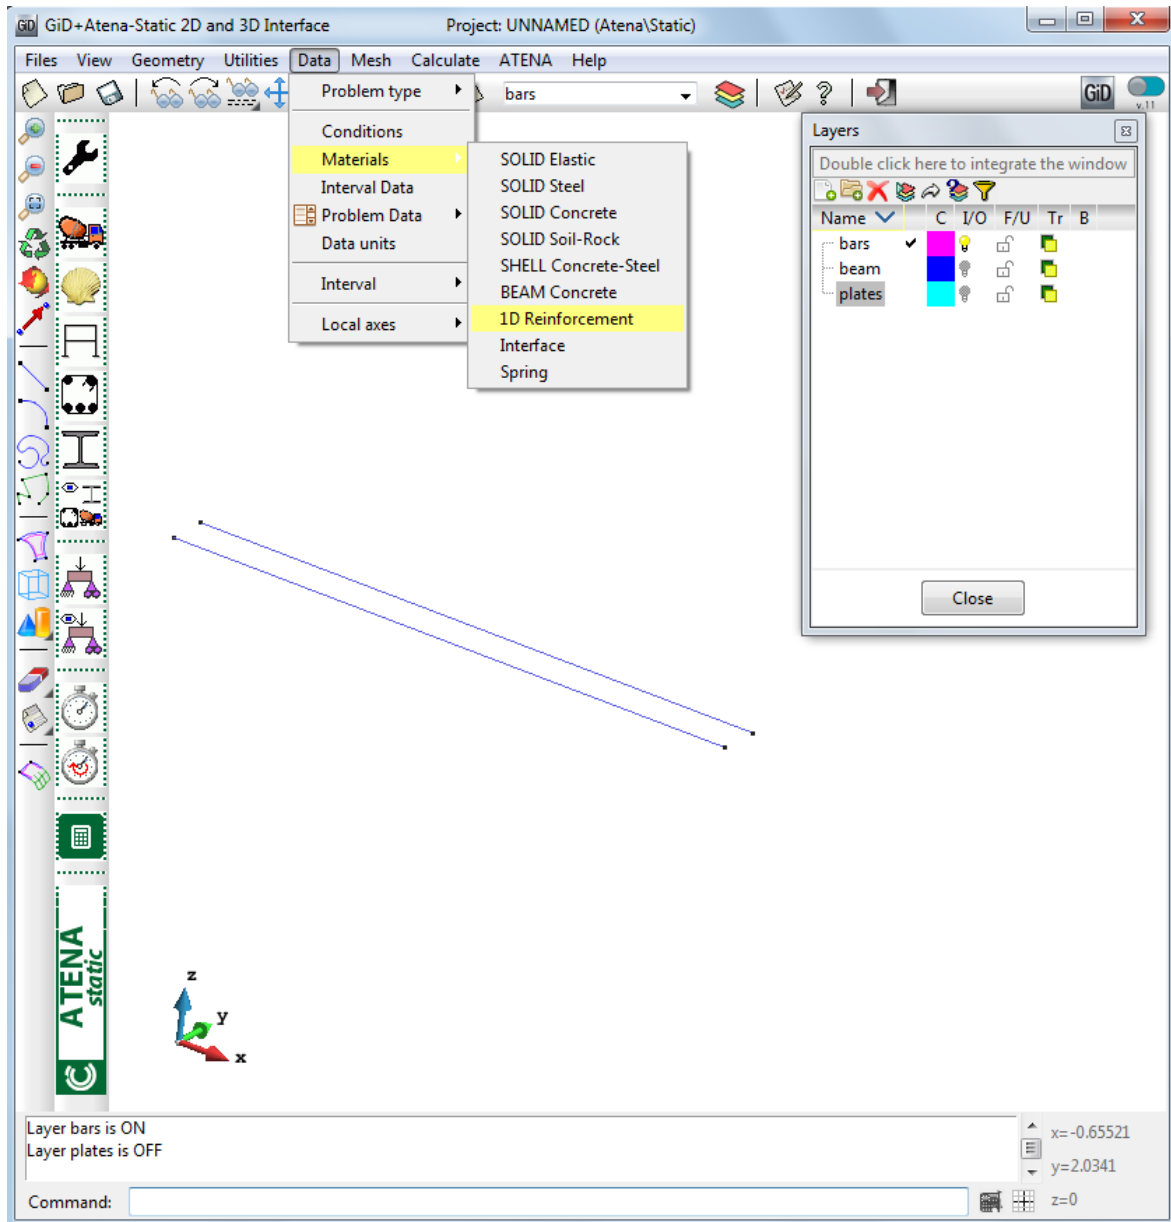 GiD GiD+Atena-Static 2D and 3D Interface Project: UNNAMED (Atena\Static)
Files View Geometry Utilities Data Mesh Calculate ATENA Help
bars
GiD
v.11
Problem type
Conditions
Materials
Interval Data
Problem Data
Data units
Interval
Local axes
SOLID Elastic
SOLID Steel
SOLID Concrete
SOLID Soil-Rock
SHELL Concrete-Steel
BEAM Concrete
1D Reinforcement
Interface
Spring
Layers
Double click here to integrate the window
Name C I/O F/U Tr B
bars
beam
plates
Close
z
y
x
ATENA
static
Layer bars is ON
Layer plates is OFF
x=-0.65521
y=2.0341
Command:
z=0